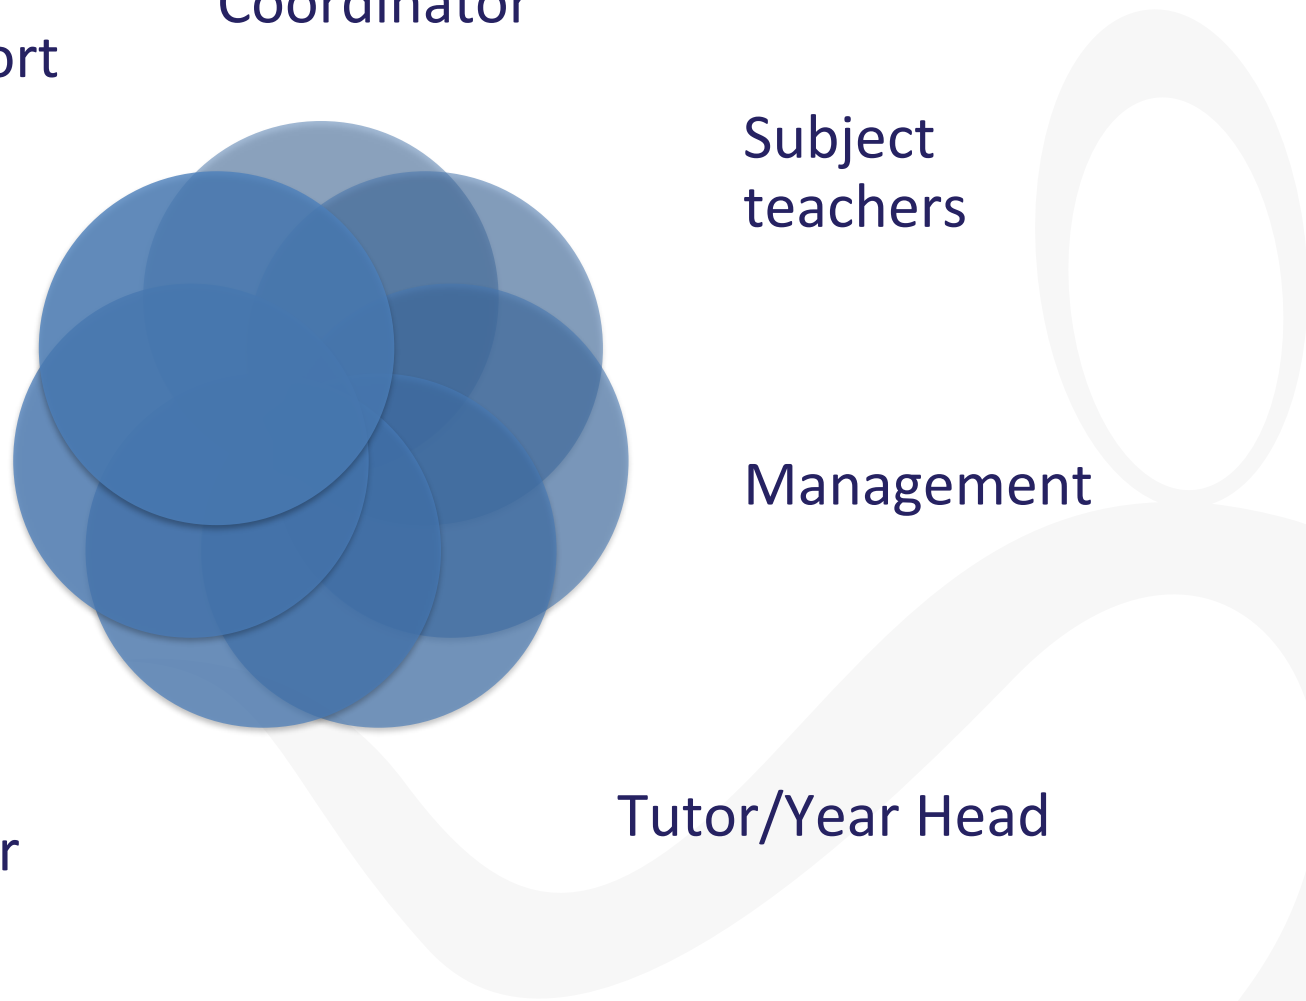 Coordinator
Subject
teachers
Management
Tutor/Year Head